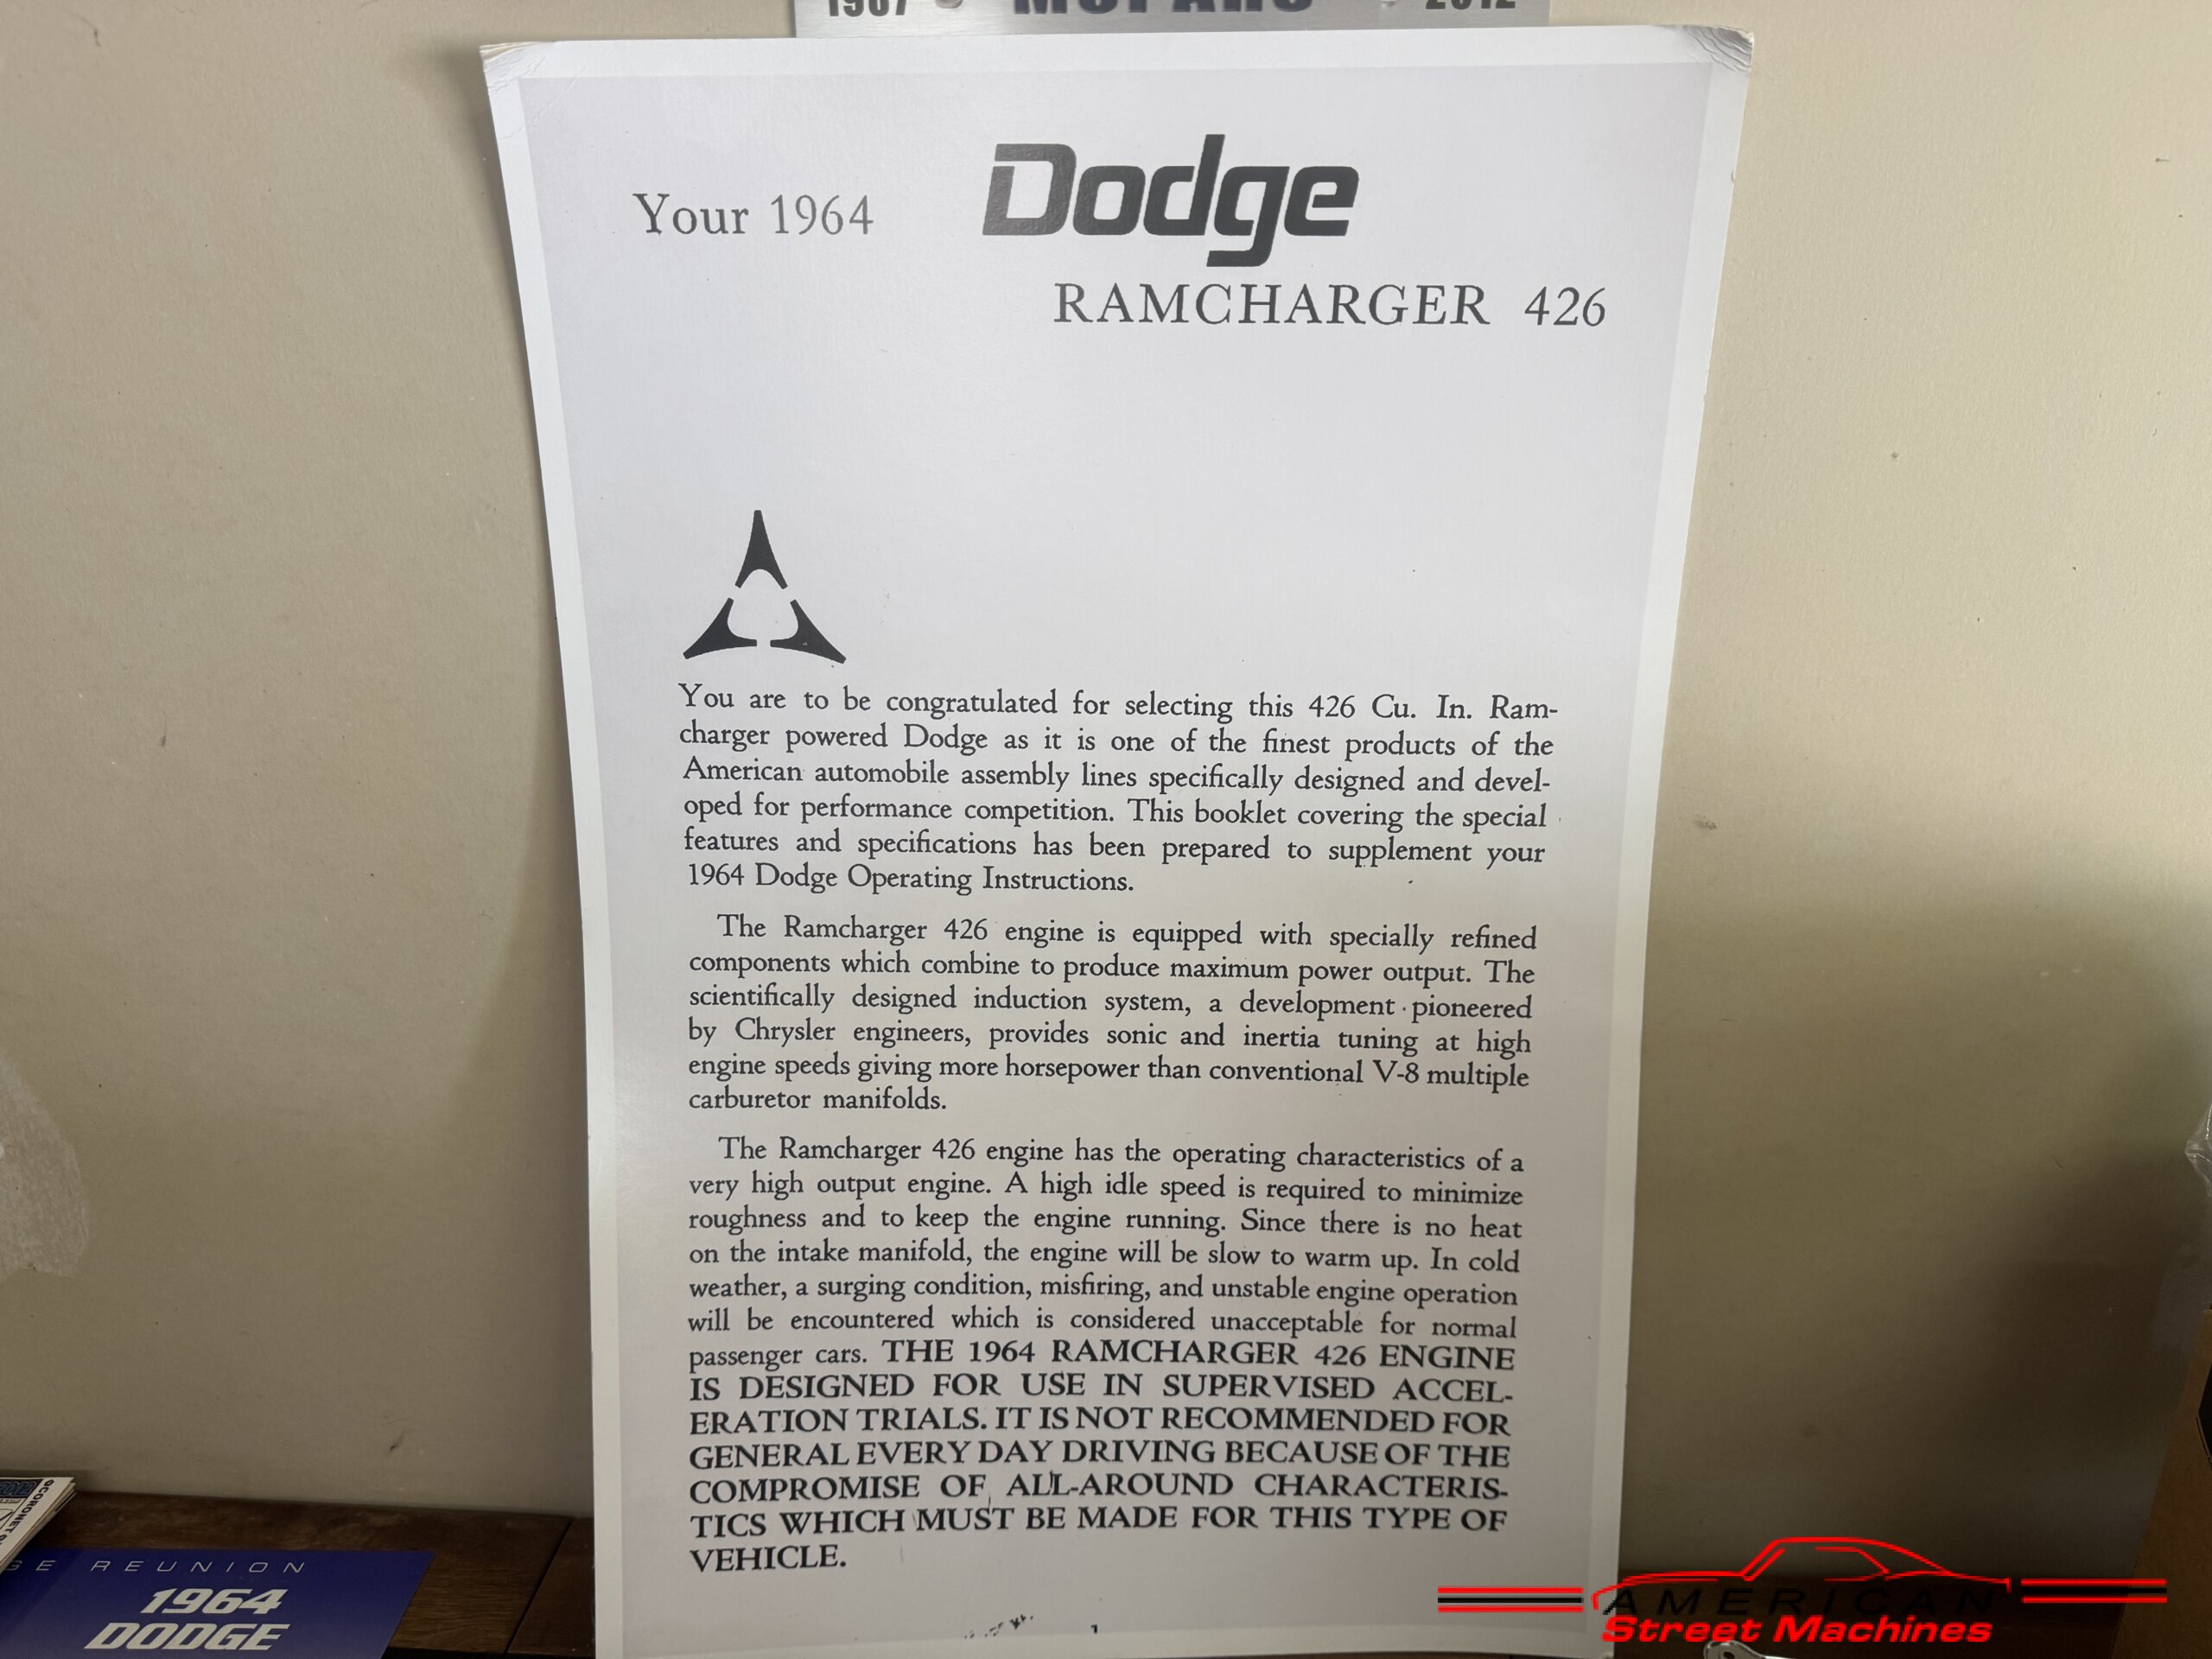 1967
2012
Your 1964 Dodge
RAMCHARGER 426
You are to be congratulated for selecting this 426 Cu. In. Ram-
charger powered Dodge as it is one of the finest products of the
American automobile assembly lines specifically designed and devel-
oped for performance competition. This booklet covering the special
features and specifications has been prepared to supplement your
1964 Dodge Operating Instructions.
The Ramcharger 426 engine is equipped with specially refined
components which combine to produce maximum power output. The
scientifically designed induction system, a development pioneered
by Chrysler engineers, provides sonic and inertia tuning at high
engine speeds giving more horsepower than conventional V-8 multiple
carburetor manifolds.
The Ramcharger 426 engine has the operating characteristics of a
very high output engine. A high idle speed is required to minimize
roughness and to keep the engine running. Since there is no heat
on the intake manifold, the engine will be slow to warm up. In cold
weather, a surging condition, misfiring, and unstable engine operation
will be encountered which is considered unacceptable for normal
passenger cars. THE 1964 RAMCHARGER 426 ENGINE
IS DESIGNED FOR USE IN SUPERVISED ACCEL-
ERATION TRIALS. IT IS NOT RECOMMENDED FOR
GENERAL EVERY DAY DRIVING BECAUSE OF THE
COMPROMISE OF ALL-AROUND CHARACTERIS-
TICS WHICH MUST BE MADE FOR THIS TYPE OF
VEHICLE.
1
REUNION
1964
DODGE
AMERICAN
Street Machines